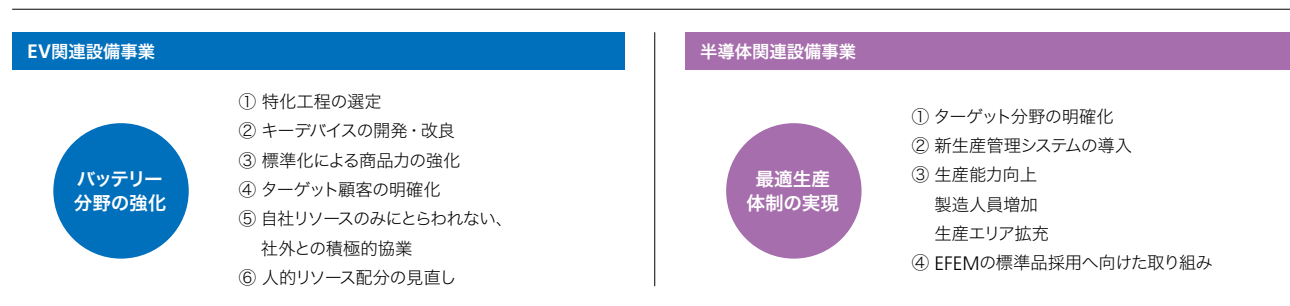 EV関連設備事業
バッテリー
分野の強化
① 特化工程の選定
② キーデバイスの開発・改良
③ 標準化による商品力の強化
④ ターゲット顧客の明確化
⑤ 自社リソースのみにとらわれない、
社外との積極的協業
⑥ 人的リソース配分の見直し
半導体関連設備事業
最適生産
体制の実現
① ターゲット分野の明確化
② 新生産管理システムの導入
③ 生産能力向上
製造人員増加
生産エリア拡充
④ EFEMの標準品採用へ向けた取り組み